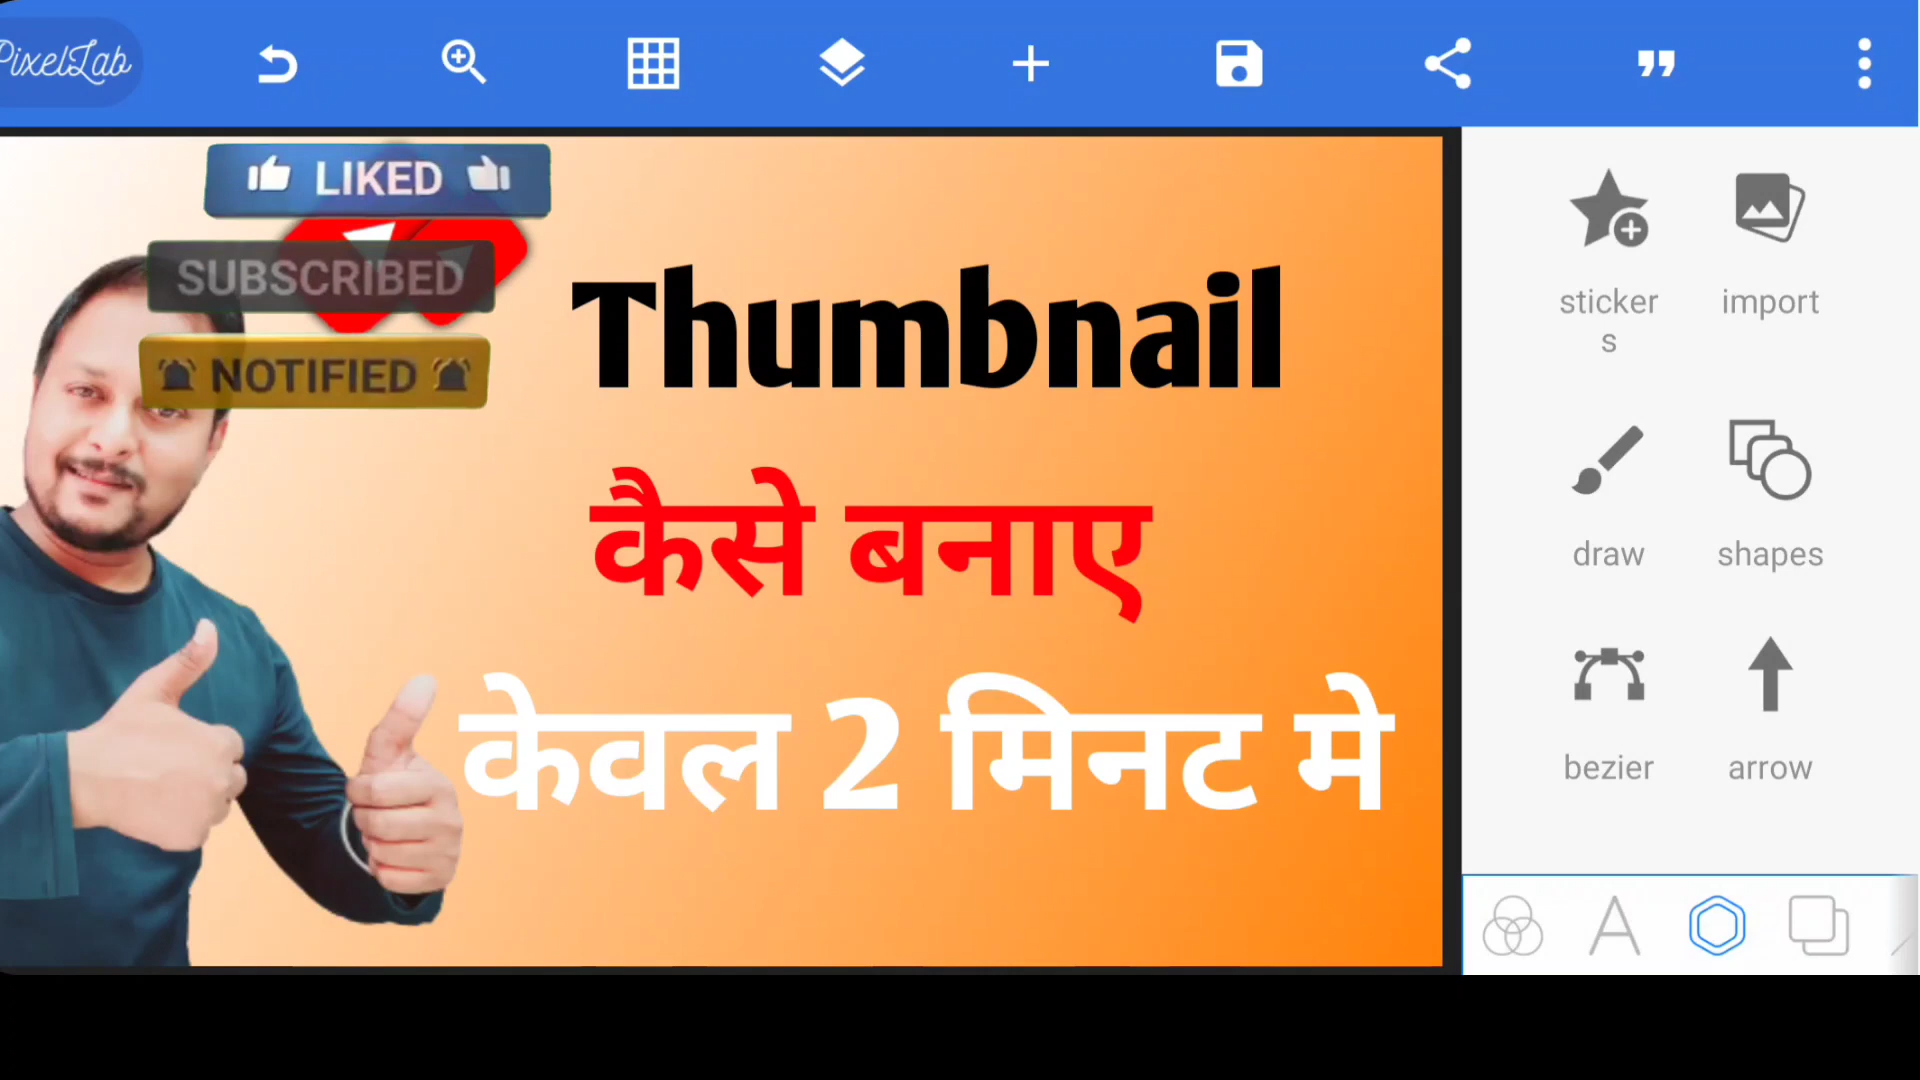 PixelLab
LIKED
SUBSCRIBED
NOTIFIED
Thumbnail
कैसे बनाए
केवल 2 मिनट मे
stickers
import
draw
shapes
bezier
arrow